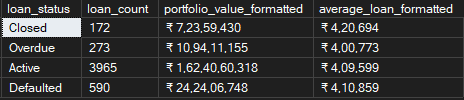 loan_status loan_count portfolio_value_formatted average_loan_formatted
Closed 172 ₹ 7,23,59,430 ₹ 4,20,694
Overdue 273 ₹ 10,94,11,155 ₹ 4,00,773
Active 3965 ₹ 1,62,40,60,318 ₹ 4,09,599
Defaulted 590 ₹ 24,24,06,748 ₹ 4,10,859